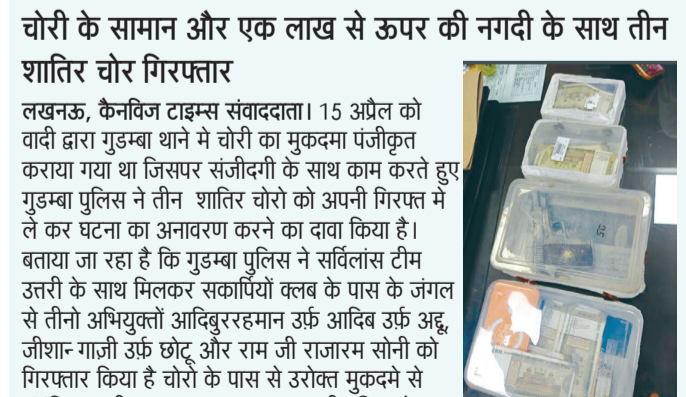 चोरी के सामान और एक लाख से ऊपर की नगदी के साथ तीन
शातिर चोर गिरफ्तार
लखनऊ, कैनविज टाइम्स संवाददाता। 15 अप्रैल को
वादी द्वारा गुडम्बा थाने मे चोरी का मुकदमा पंजीकृत
कराया गया था जिसपर संजीदगी के साथ काम करते हुए
गुडम्बा पुलिस ने तीन शातिर चोरो को अपनी गिरफ्त मे
ले कर घटना का अनावरण करने का दावा किया है।
बताया जा रहा है कि गुडम्बा पुलिस ने सर्विलांस टीम
उत्तरी के साथ मिलकर सकार्पियों क्लब के पास के जंगल
से तीनो अभियुक्तों आदिबुररहमान उर्फ़ आदिब उर्फ़ अद्दू,
जीशान गाज़ी उर्फ़ छोटू और राम जी राजारम सोनी को
गिरफ्तार किया है चोरो के पास से उरोक्त मुकदमे से